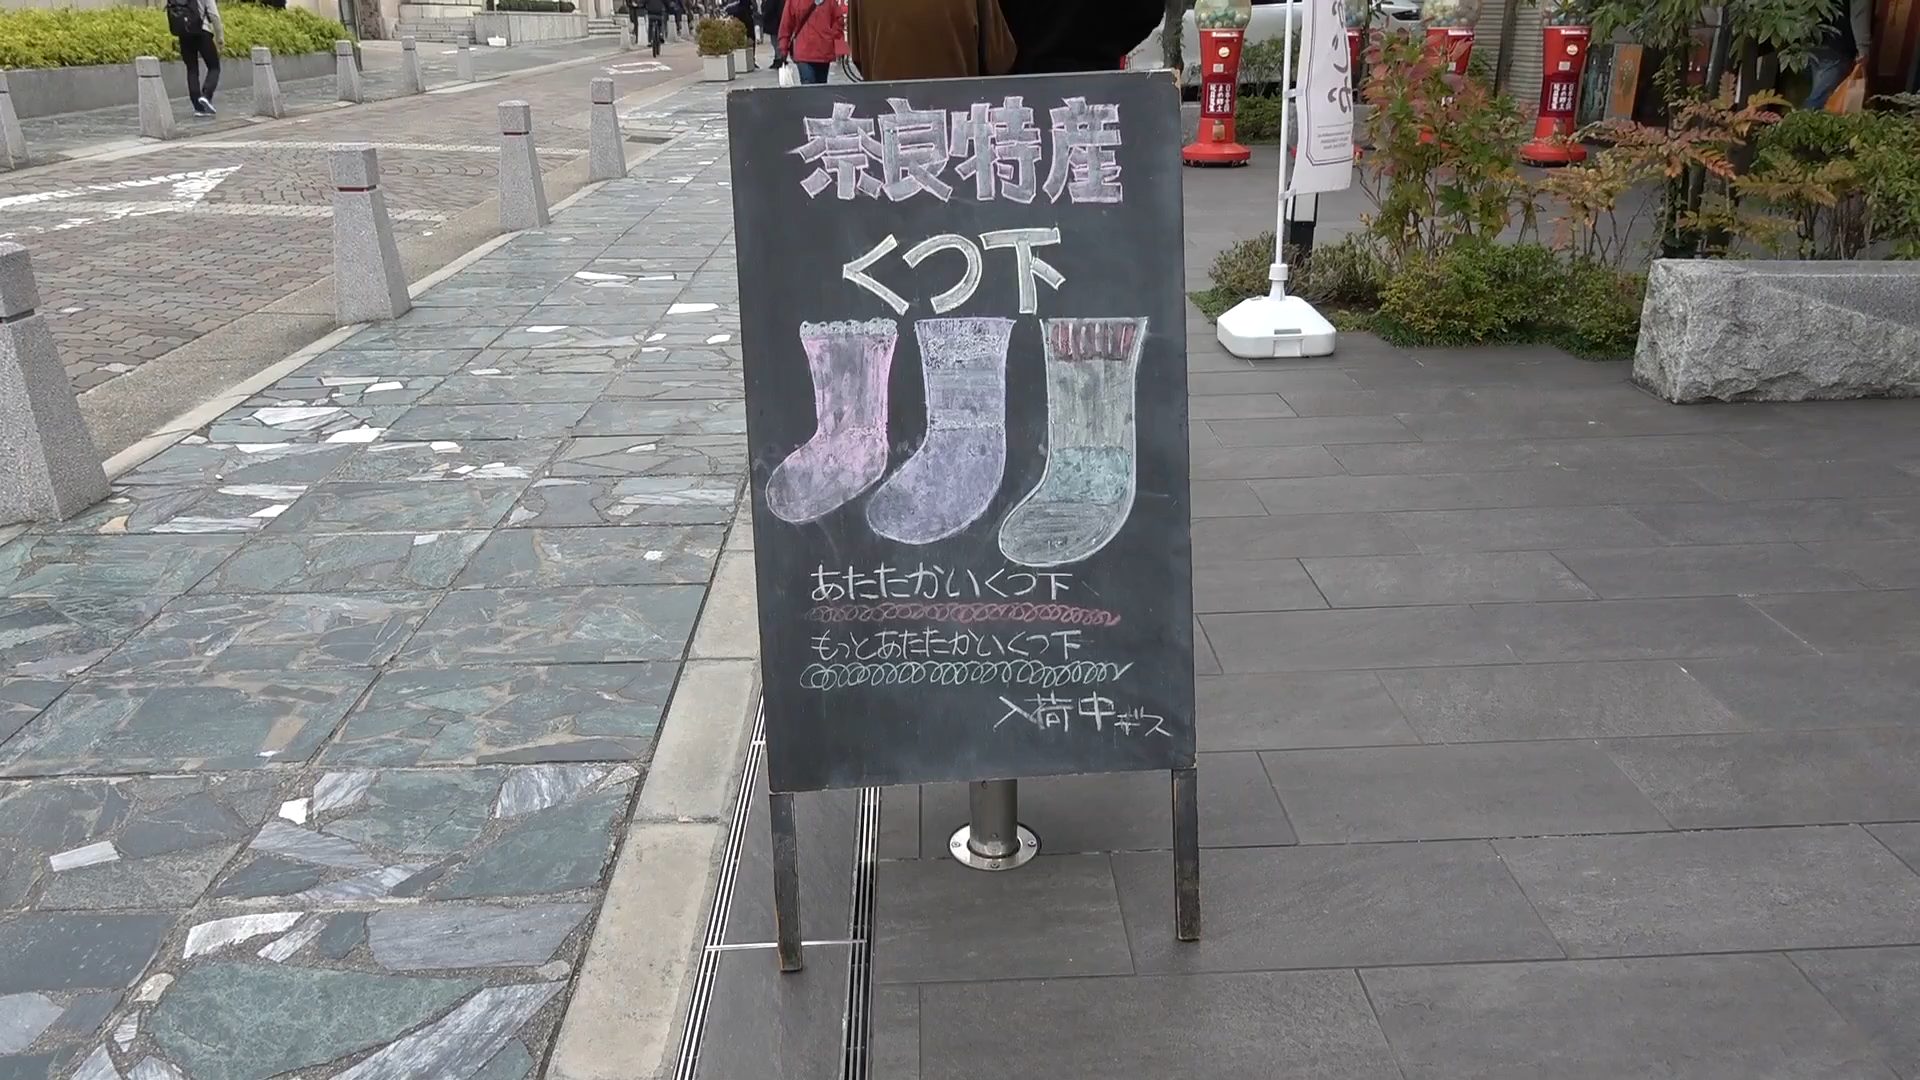 奈良特産
くつ下
あたたかいくつ下
もっとあたたかいくつ下
入荷中デス